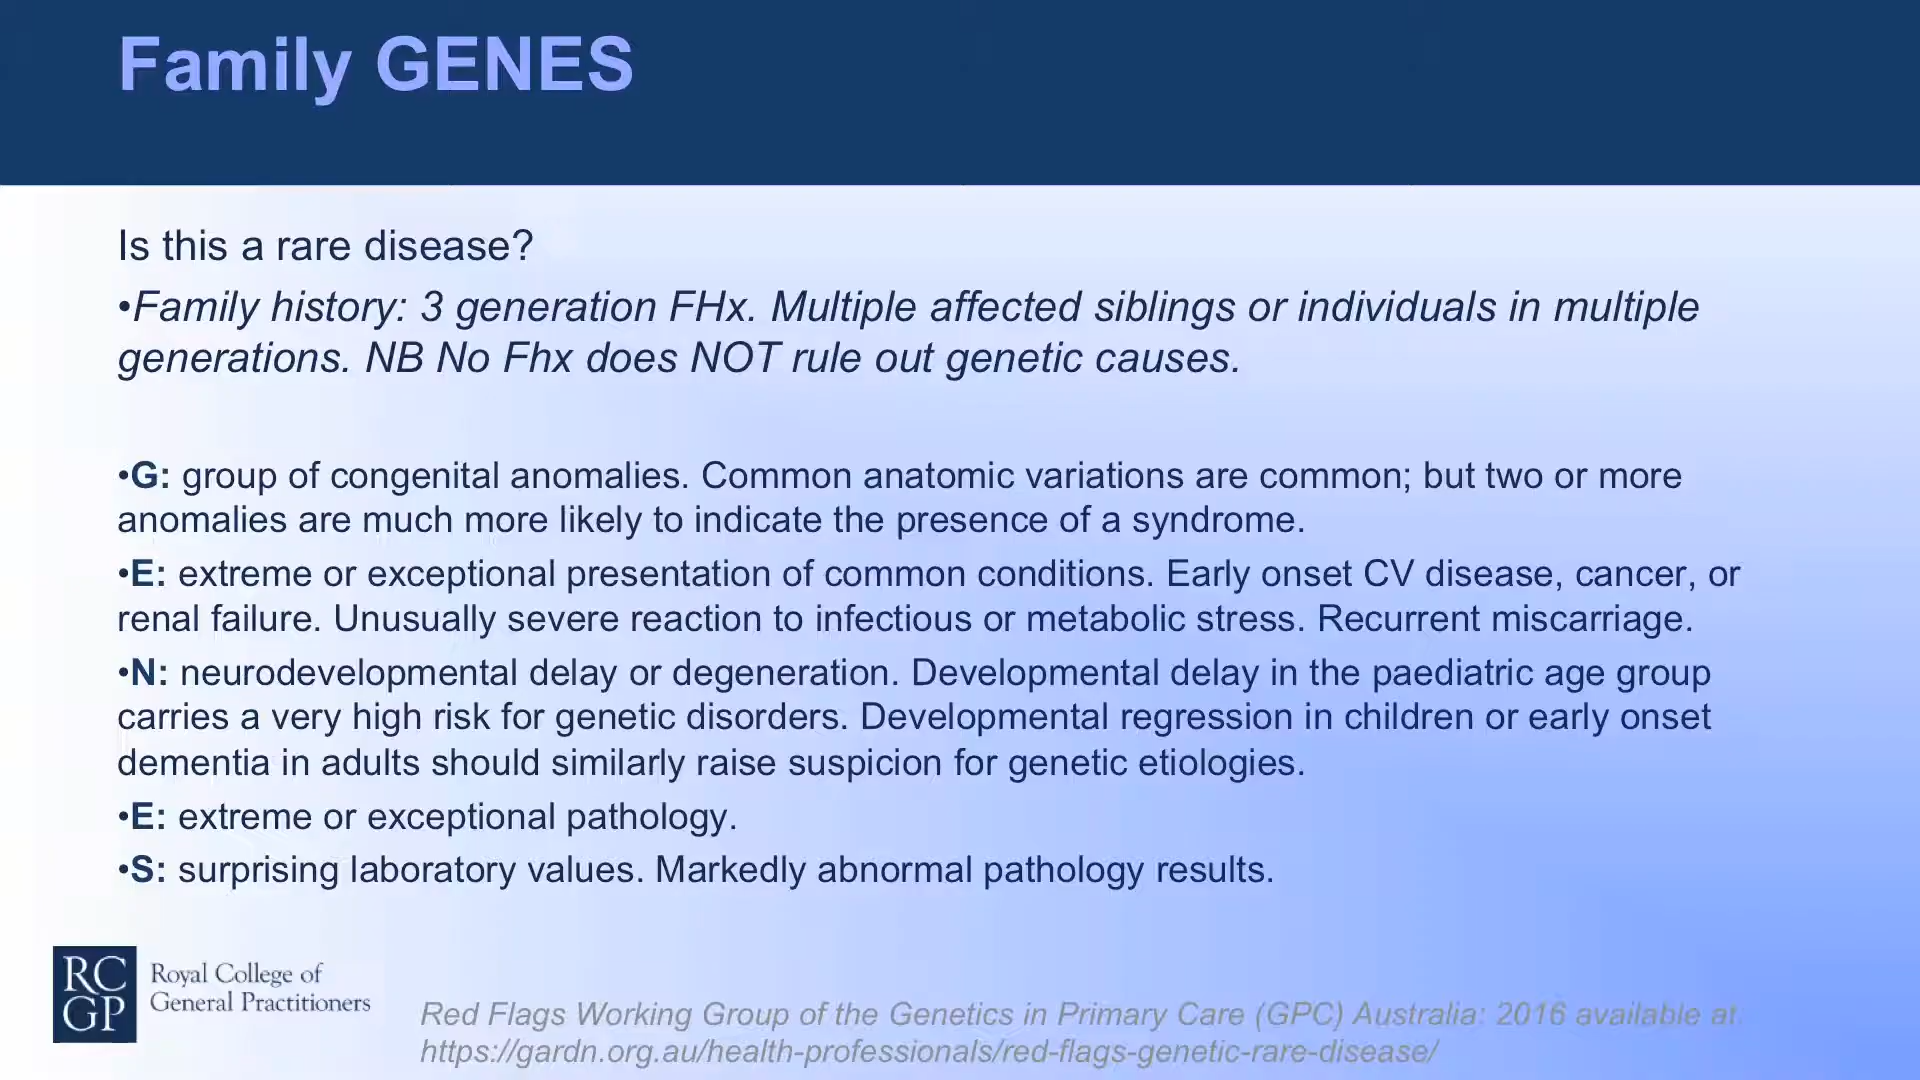 Family GENES
Is this a rare disease?
•Family history: 3 generation FHx. Multiple affected siblings or individuals in multiple
generations. NB No Fhx does NOT rule out genetic causes.
•G: group of congenital anomalies. Common anatomic variations are common; but two or more
anomalies are much more likely to indicate the presence of a syndrome.
•E: extreme or exceptional presentation of common conditions. Early onset CV disease, cancer, or
renal failure. Unusually severe reaction to infectious or metabolic stress. Recurrent miscarriage.
•N: neurodevelopmental delay or degeneration. Developmental delay in the paediatric age group
carries a very high risk for genetic disorders. Developmental regression in children or early onset
dementia in adults should similarly raise suspicion for genetic etiologies.
•E: extreme or exceptional pathology.
•S: surprising laboratory values. Markedly abnormal pathology results.
RC
GP
Royal College of
General Practitioners
Red Flags Working Group of the Genetics in Primary Care (GPC) Australia: 2016 available at.
https://gardn.org.au/health-professionals/red-flags-genetic-rare-disease/